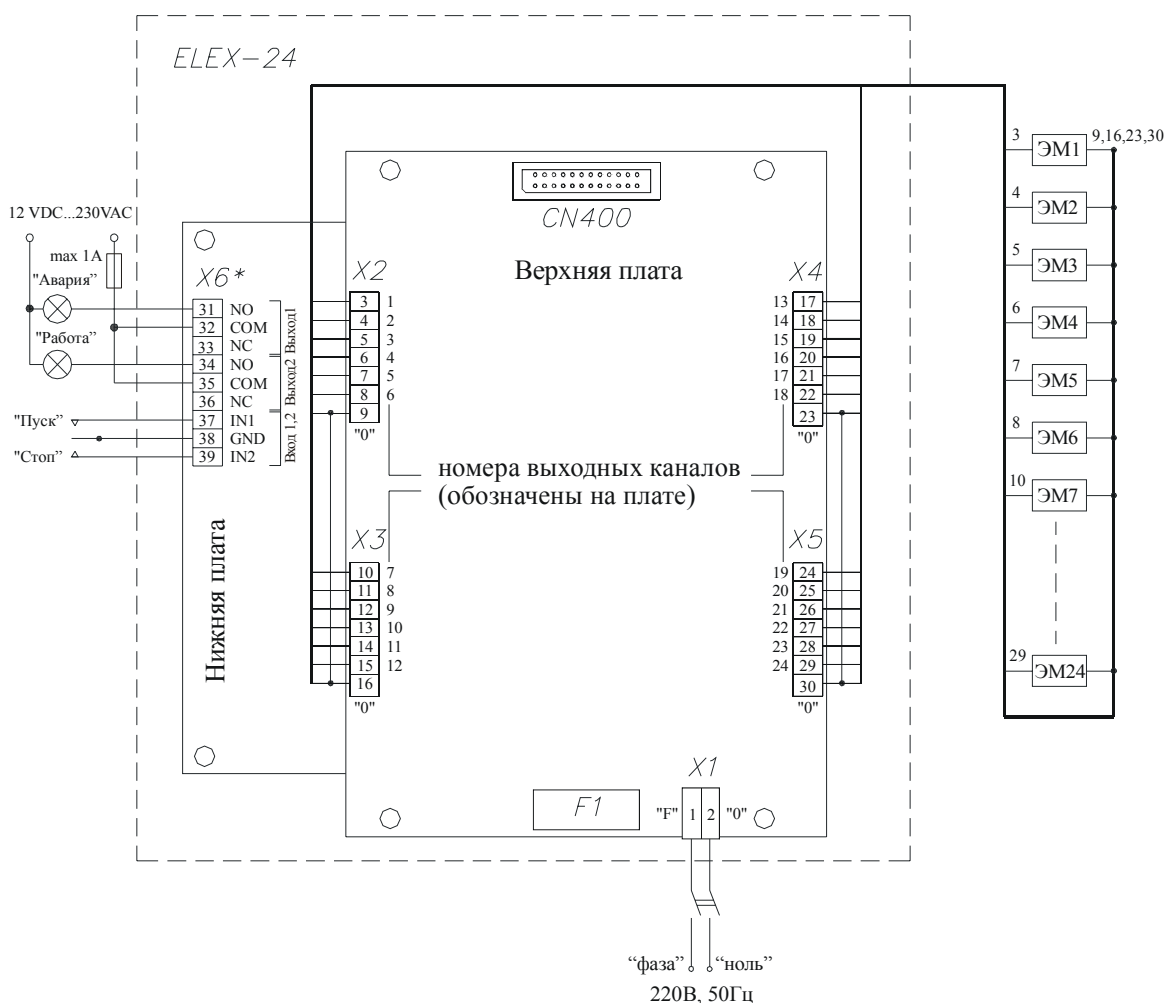 ELEX-24
CN400
Верхняя плата
Нижняя плата
12 VDC...230VAC
max 1A
"Авария"
"Работа"
"Пуск"
"Стоп"
X6*
31 NO
32 COM
33 NC
34 NO
35 COM
36 NC
37 IN1
38 GND
39 IN2
Выход1
Выход2
Вход 1,2
X2
3 1
4 2
5 3
6 4
7 5
8 6
9
"0"
X4
13 17
14 18
15 19
16 20
17 21
18 22
23
"0"
номера выходных каналов
(обозначены на плате)
X3
10 7
11 8
12 9
13 10
14 11
15 12
16
"0"
X5
19 24
20 25
21 26
22 27
23 28
24 29
30
"0"
F1
X1
"F" 1 2 "0"
“фаза” “ноль”
220В, 50Гц
3 ЭМ1 9,16,23,30
4 ЭМ2
5 ЭМ3
6 ЭМ4
7 ЭМ5
8 ЭМ6
10 ЭМ7
29 ЭМ24